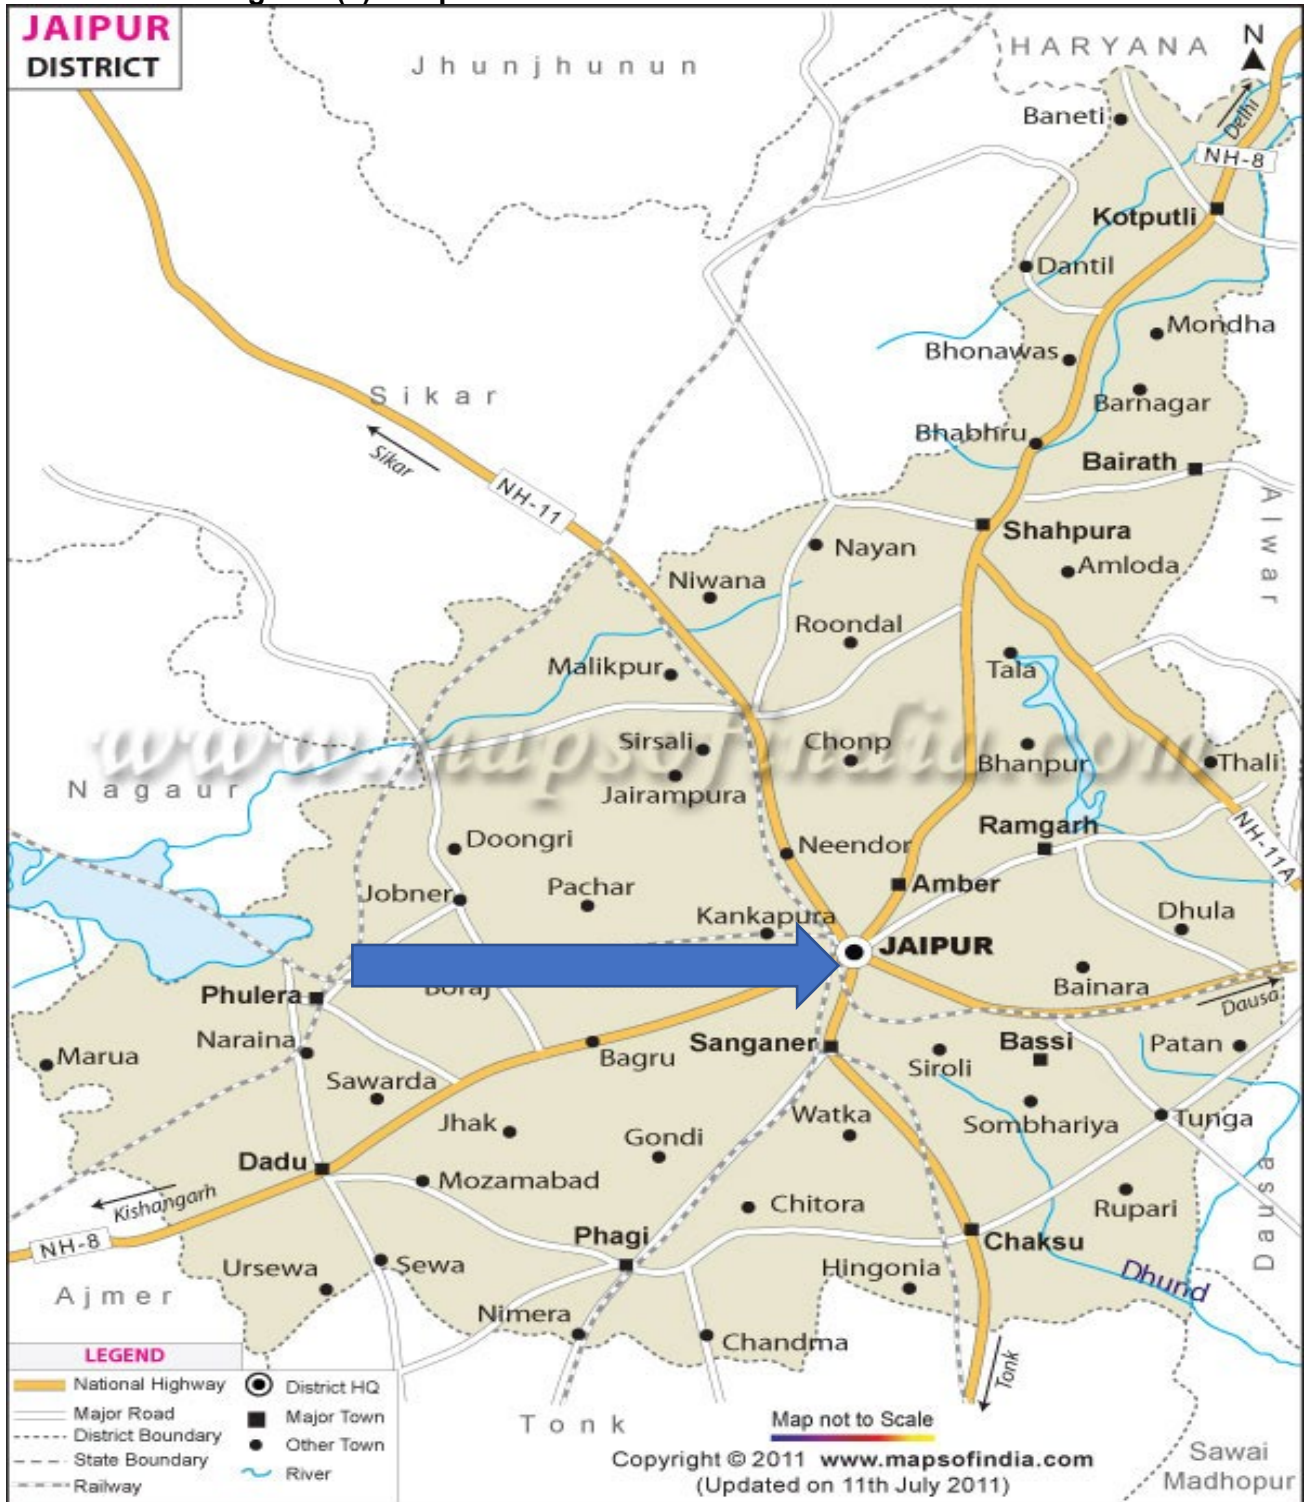 JAIPUR
DISTRICT
Jhunjhunun
HARYANA
N
Delhi
Baneti
NH-8
Kotputli
Dantil
Mondha
Bhonawas
Sikar
Barnagar
Sikar
Bhabhru
Bairath
NH-11
Alwar
Shahpura
Nayan
Amloda
Niwana
Roondal
Malikpur
Tala
www.mapsofindia.com
Sirsali
Chonp
Bhanpur
Thali
Nagaur
Jairampura
Ramgarh
Doongri
Neendor
NH-11A
Jobner
Pachar
Amber
Kankapura
Dhula
JAIPUR
Boraj
Bainara
Phulera
Dausa
Naraina
Sanganer
Bassi
Patan
Marua
Bagru
Siroli
Sawarda
Jhak
Watka
Sombhariya
Tunga
Gondi
Dadu
Mozamabad
Dausa
Kishangarh
Chitora
Rupari
NH-8
Phagi
Chaksu
Ursewa
Sewa
Hingonia
Dhund
Ajmer
Nimera
Chandma
Tonk
LEGEND
National Highway
District HQ
Major Road
Major Town
District Boundary
Other Town
State Boundary
River
Railway
Tonk
Map not to Scale
Copyright © 2011 www.mapsofindia.com
(Updated on 11th July 2011)
Sawai
Madhopur